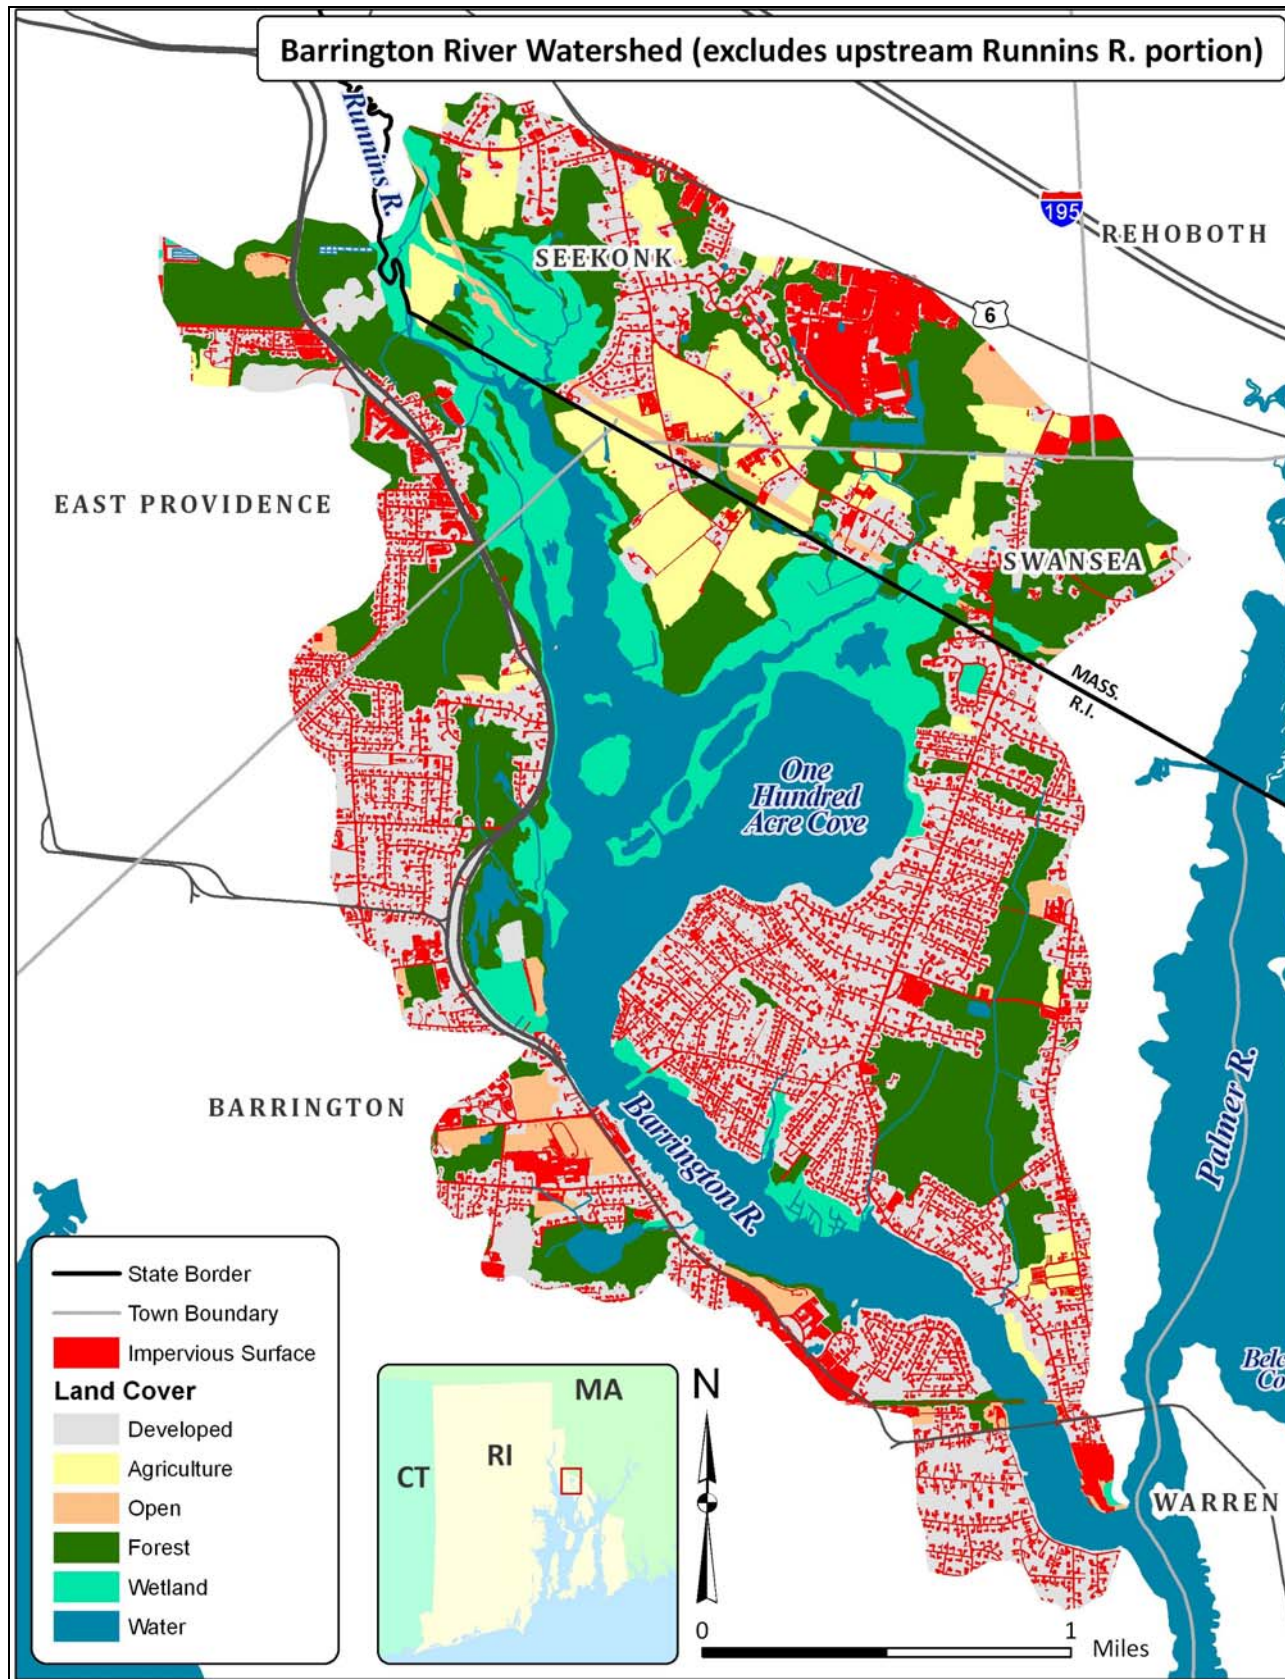 Barrington River Watershed (excludes upstream Runnins R. portion)
Runnins R.
195
REHOBOTH
SEEKONK
6
EAST PROVIDENCE
SWANSEA
MASS.
R.I.
One
Hundred
Acre Cove
BARRINGTON
Barrington R.
Palmer R.
State Border
Town Boundary
Impervious Surface
Land Cover
Developed
Agriculture
Open
Forest
Wetland
Water
MA
RI
CT
N
Belc
Co
WARREN
0
1
Miles